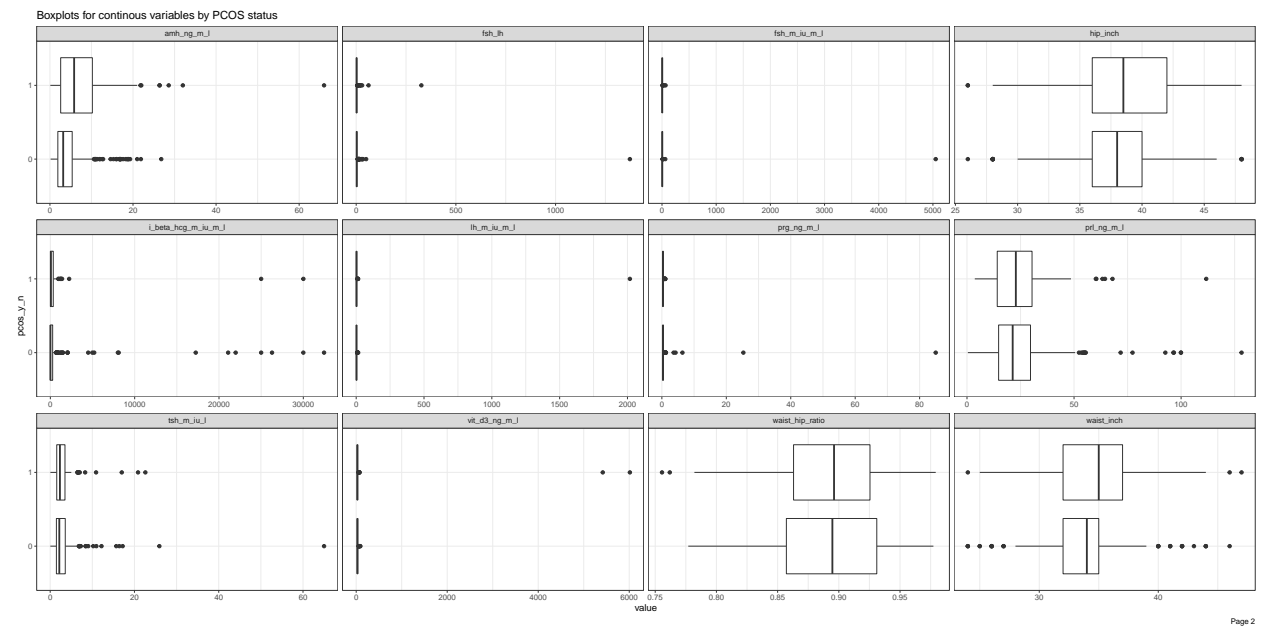 Boxplots for continous variables by PCOS status
amh_ng_m_l
fsh_lh
fsh_m_iu_m_l
hip_inch
1
0
0 20 40 60
0 500 1000
0 1000 2000 3000 4000 5000
25 30 35 40 45
i_beta_hcg_m_iu_m_l
lh_m_iu_m_l
prg_ng_m_l
prl_ng_m_l
pcos_y_n
1
0
0 10000 20000 30000
0 500 1000 1500 2000
0 20 40 60 80
0 50 100
tsh_m_iu_l
vit_d3_ng_m_l
waist_hip_ratio
waist_inch
1
0
0 20 40 60
0 2000 4000 6000
0.75 0.80 0.85 0.90 0.95
30 40
value
Page 2